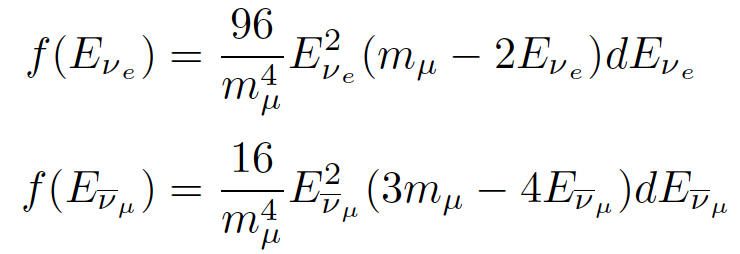 f(E_{ν_e}) = \frac{96}{m_μ^4} E_{ν_e}^2 (m_μ − 2E_{ν_e}) dE_{ν_e}
f(E_{\overline{ν}_μ}) = \frac{16}{m_μ^4} E_{\overline{ν}_μ}^2 (3m_μ − 4E_{\overline{ν}_μ}) dE_{\overline{ν}_μ}